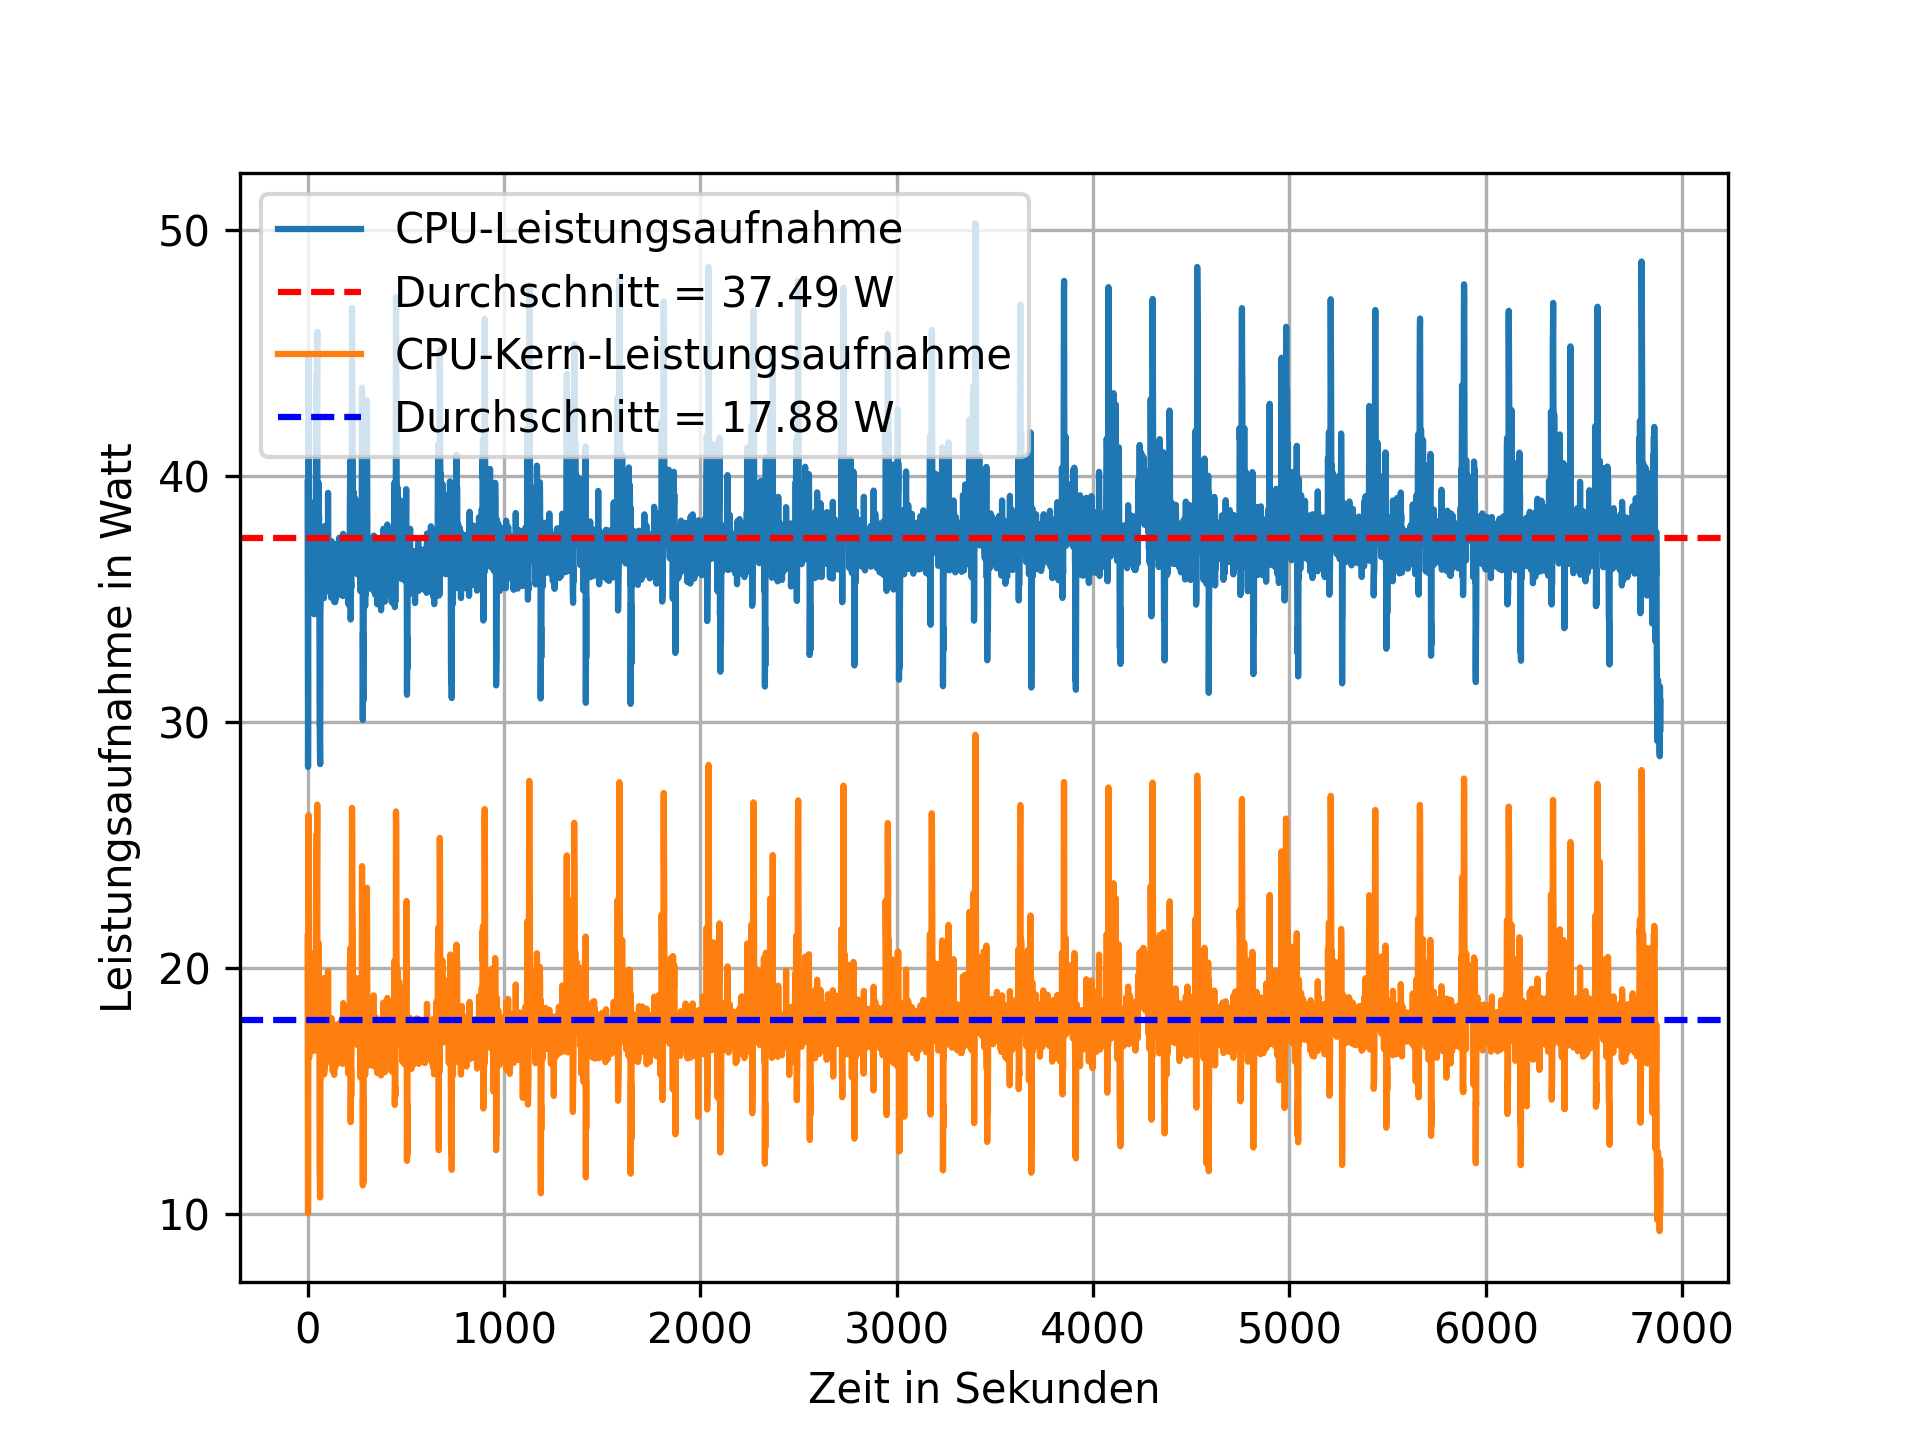 CPU-Leistungsaufnahme
Durchschnitt = 37.49 W
CPU-Kern-Leistungsaufnahme
Durchschnitt = 17.88 W
50
40
30
20
10
Leistungsaufnahme in Watt
0 1000 2000 3000 4000 5000 6000 7000
Zeit in Sekunden